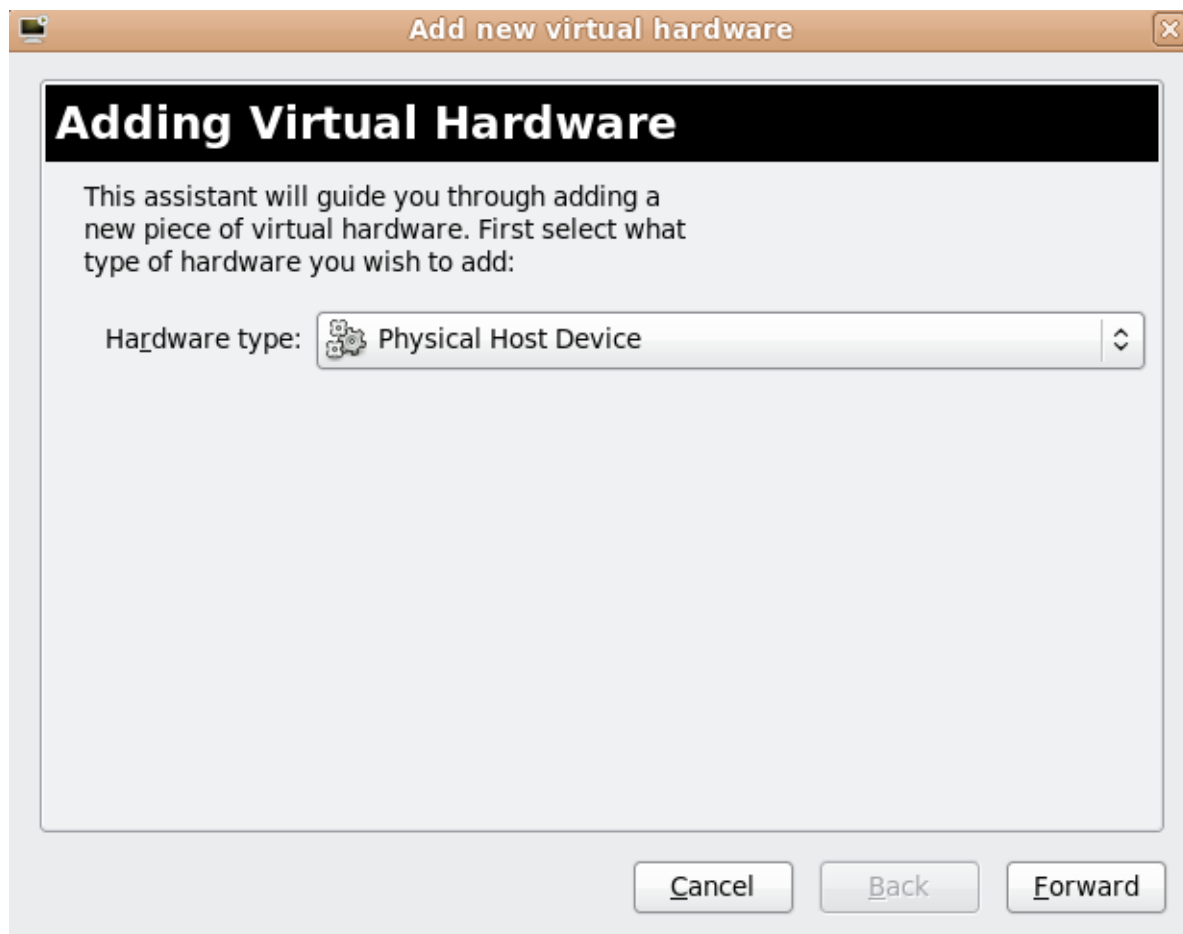 Add new virtual hardware
Adding Virtual Hardware
This assistant will guide you through adding a
new piece of virtual hardware. First select what
type of hardware you wish to add:
Hardware type: Physical Host Device
Cancel Back Forward